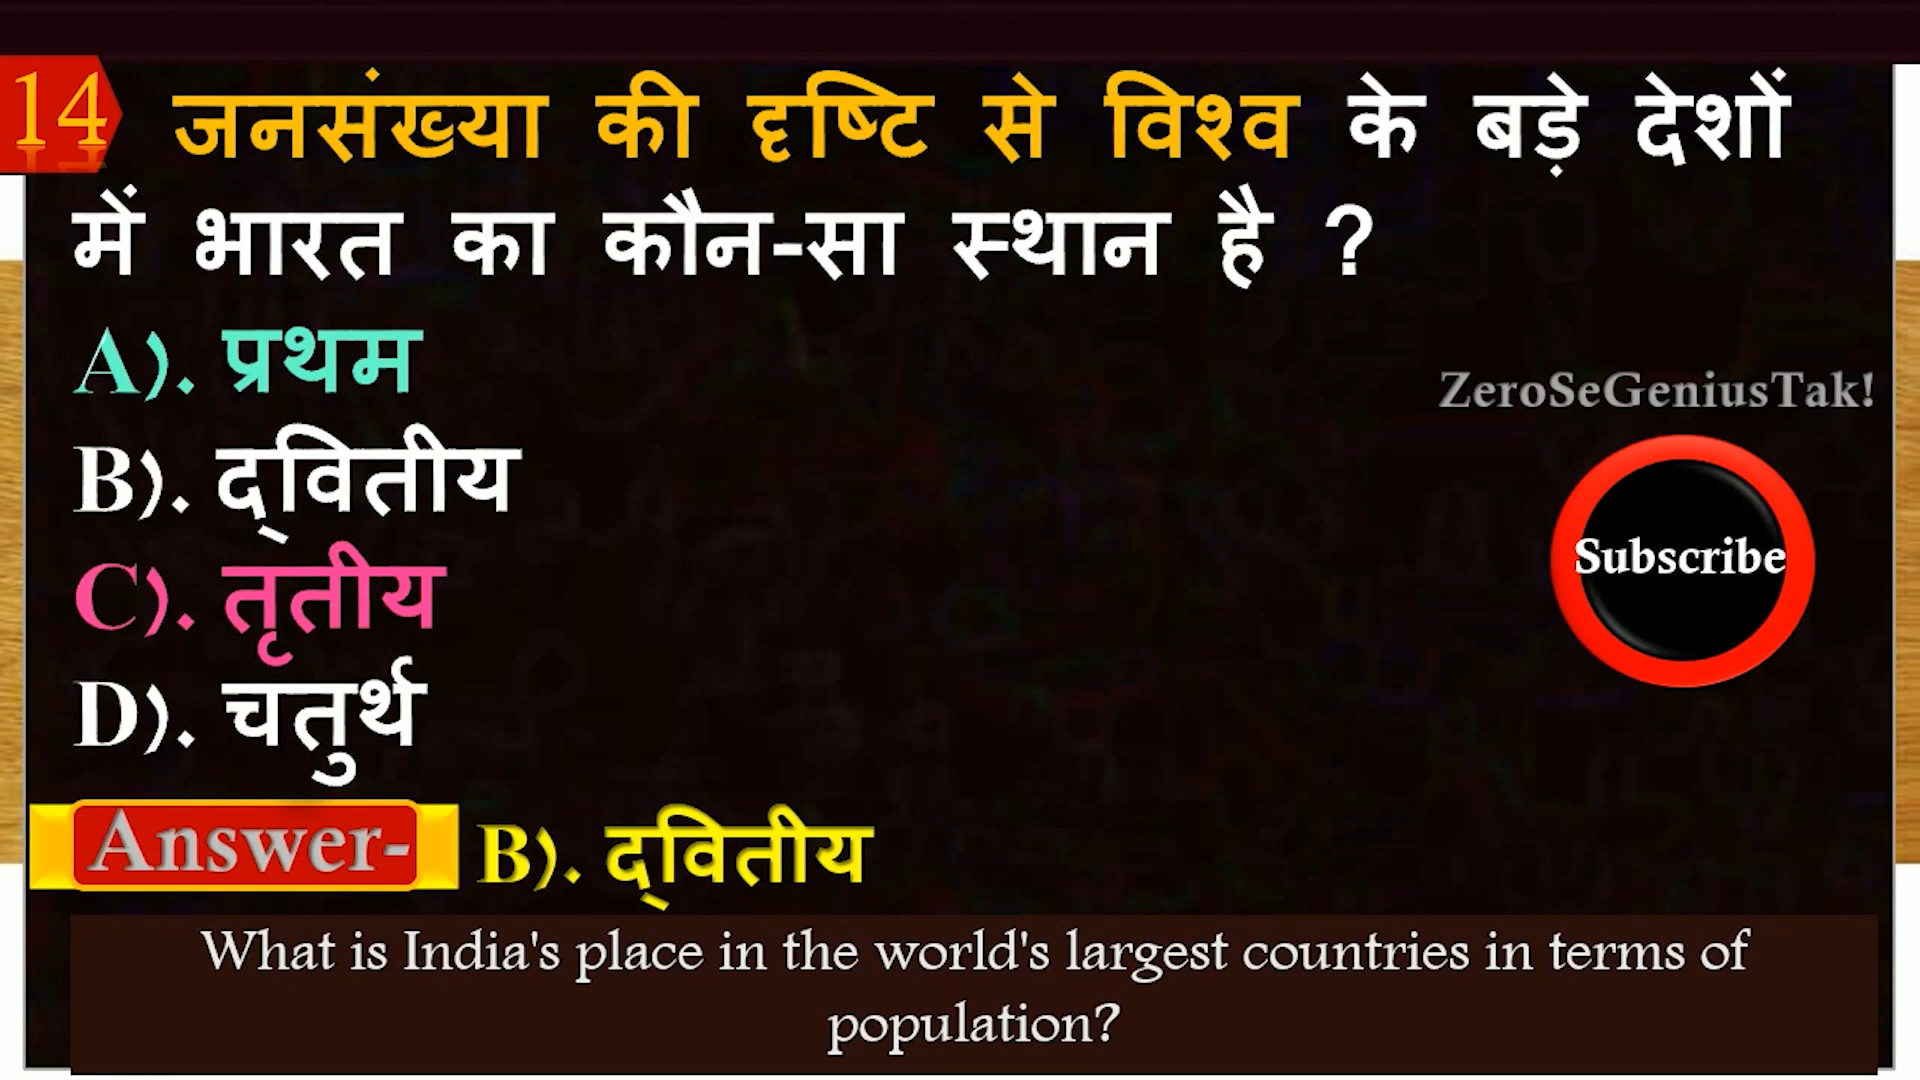 14 जनसंख्या की दृष्टि से विश्व के बड़े देशों
में भारत का कौन-सा स्थान है ?
A). प्रथम
ZeroSeGeniusTak!
B). द्वितीय
Subscribe
C). तृतीय
D). चतुर्थ
Answer- B). द्वितीय
What is India's place in the world's largest countries in terms of
population?